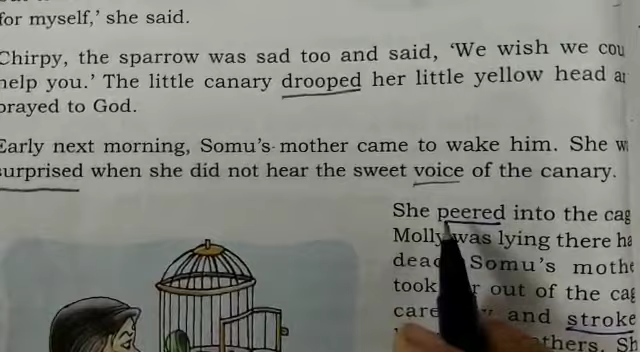 for myself,' she said.
Chirpy, the sparrow was sad too and said, 'We wish we cou
help you.' The little canary drooped her little yellow head a
prayed to God.
Early next morning, Somu's mother came to wake him. She w
surprised when she did not hear the sweet voice of the canary.
She peered into the cag
Molly was lying there ha
dead Somu's mothe
took out of the cag
care and stroke
thers. Sh